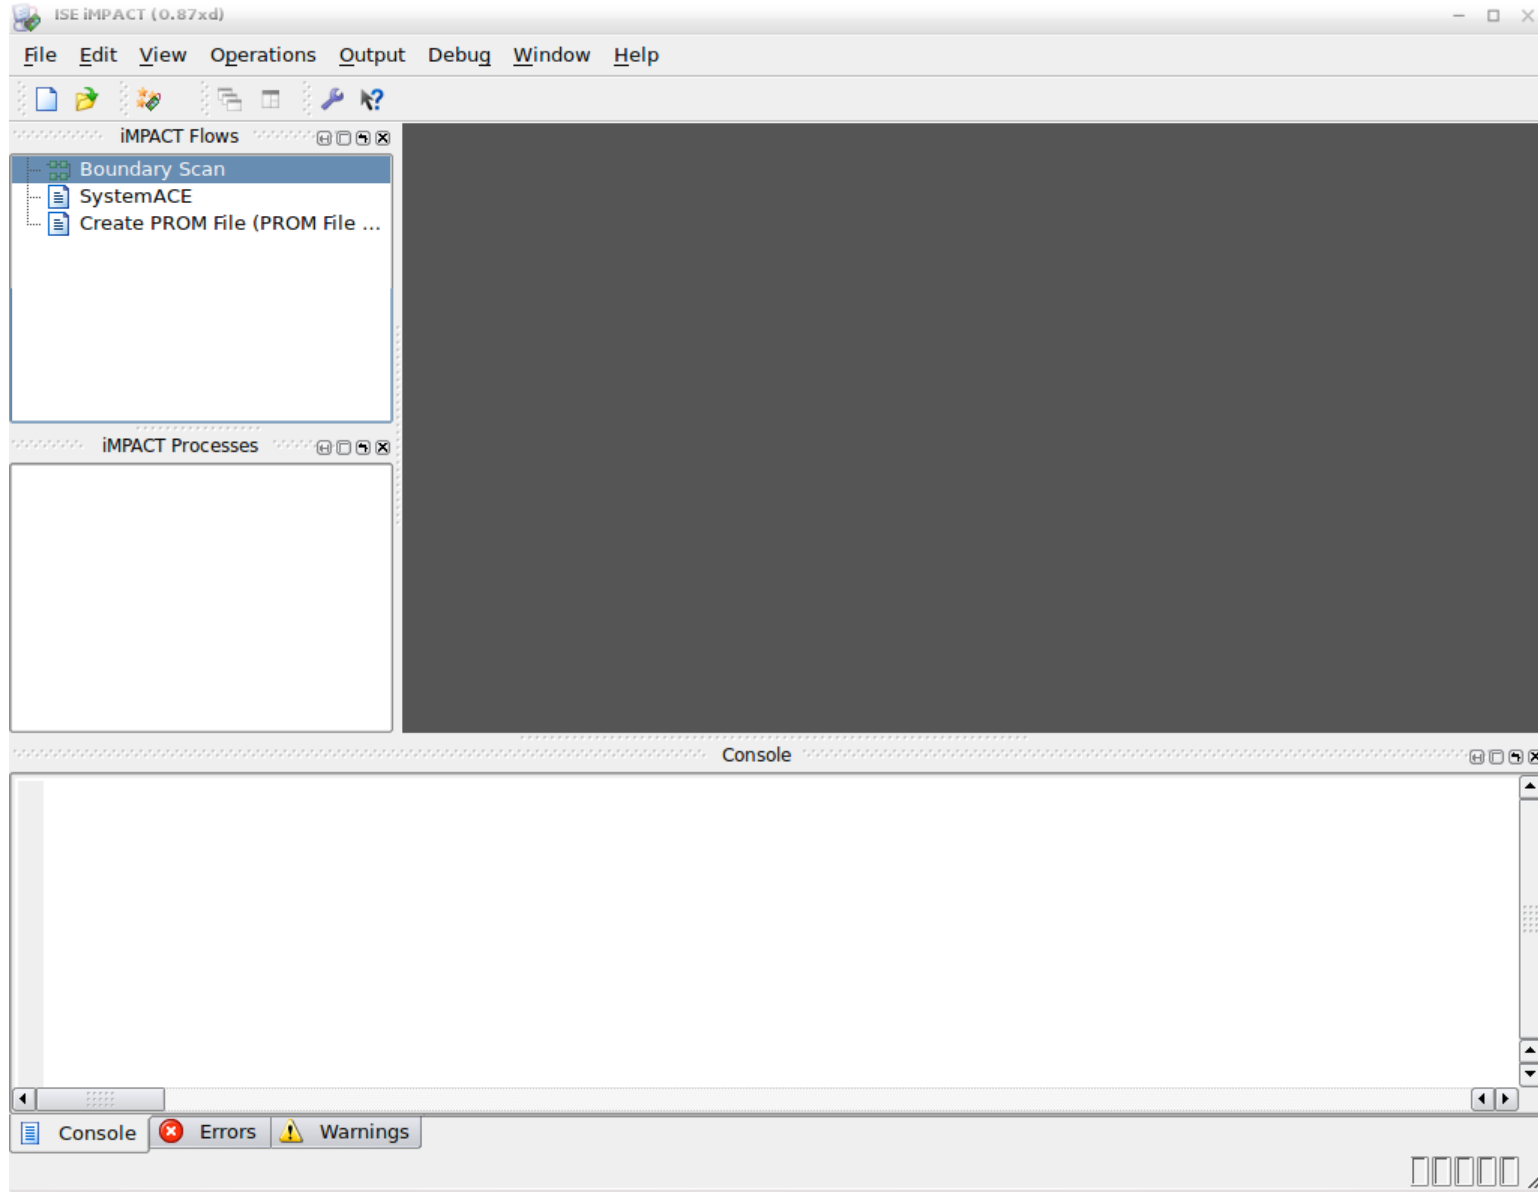 ISE iMPACT (0.87xd)
File Edit View Operations Output Debug Window Help
iMPACT Flows
Boundary Scan
SystemACE
Create PROM File (PROM File ...
iMPACT Processes
Console
Console Errors Warnings